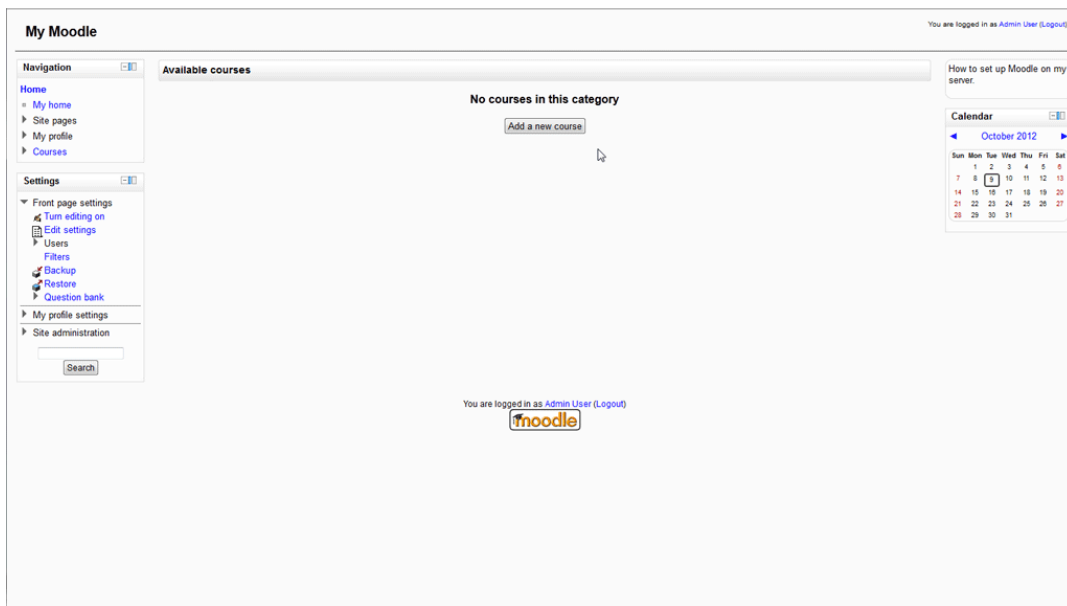 My Moodle
You are logged in as Admin User (Logout)
Navigation
Home
My home
Site pages
My profile
Courses
Settings
Front page settings
Turn editing on
Edit settings
Users
Filters
Backup
Restore
Question bank
My profile settings
Site administration
Search
Available courses
No courses in this category
Add a new course
How to set up Moodle on my
server.
Calendar
◄ October 2012 ►
Sun Mon Tue Wed Thu Fri Sat
1 2 3 4 5 6
7 8 9 10 11 12 13
14 15 16 17 18 19 20
21 22 23 24 25 26 27
28 29 30 31
You are logged in as Admin User (Logout)
moodle